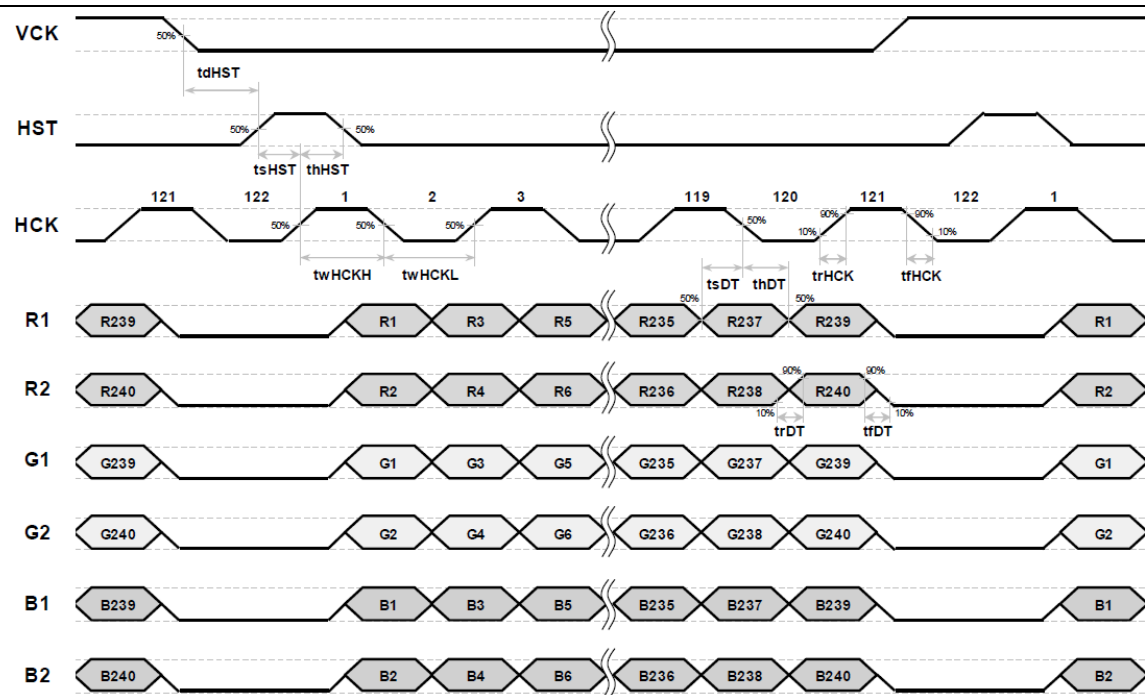 VCK
50%
tdHST
HST
50% 50%
tsHST thHST
121 122 1 2 3 119 120 121 122 1
HCK
50% 50% 50% 50% 90% 90%
10% 10%
twHCKH twHCKL tsDT thDT trHCK tfHCK
50% 50%
R1 R239 R1 R3 R5 R235 R237 R239 R1
90% 90%
R2 R240 R2 R4 R6 R236 R238 R240 R2
10% 10%
trDT tfDT
G1 G239 G1 G3 G5 G235 G237 G239 G1
G2 G240 G2 G4 G6 G236 G238 G240 G2
B1 B239 B1 B3 B5 B235 B237 B239 B1
B2 B240 B2 B4 B6 B236 B238 B240 B2